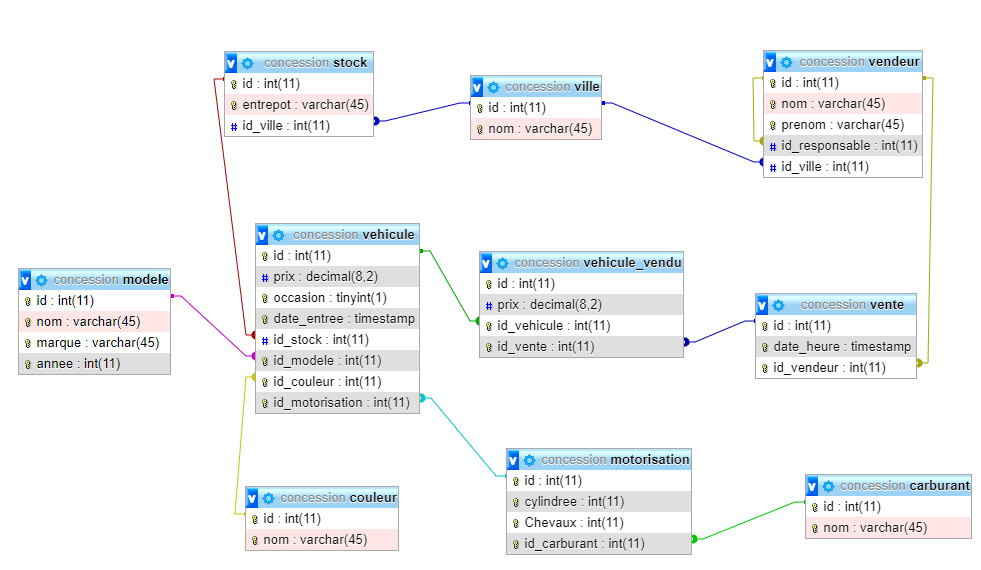 v concession stock
id : int(11)
entrepot : varchar(45)
# id_ville : int(11)
v concession ville
id : int(11)
nom : varchar(45)
v concession vendeur
id : int(11)
nom : varchar(45)
prenom : varchar(45)
# id_responsable : int(11)
# id_ville : int(11)
v concession vehicule
id : int(11)
# prix : decimal(8,2)
occasion : tinyint(1)
date_entree : timestamp
# id_stock : int(11)
id_modele : int(11)
id_couleur : int(11)
id_motorisation : int(11)
v concession vehicule_vendu
id : int(11)
# prix : decimal(8,2)
id_vehicule : int(11)
id_vente : int(11)
v concession modele
id : int(11)
nom : varchar(45)
marque : varchar(45)
annee : int(11)
v concession vente
id : int(11)
date_heure : timestamp
id_vendeur : int(11)
v concession couleur
id : int(11)
nom : varchar(45)
v concession motorisation
id : int(11)
cylindree : int(11)
Chevaux : int(11)
id_carburant : int(11)
v concession carburant
id : int(11)
nom : varchar(45)